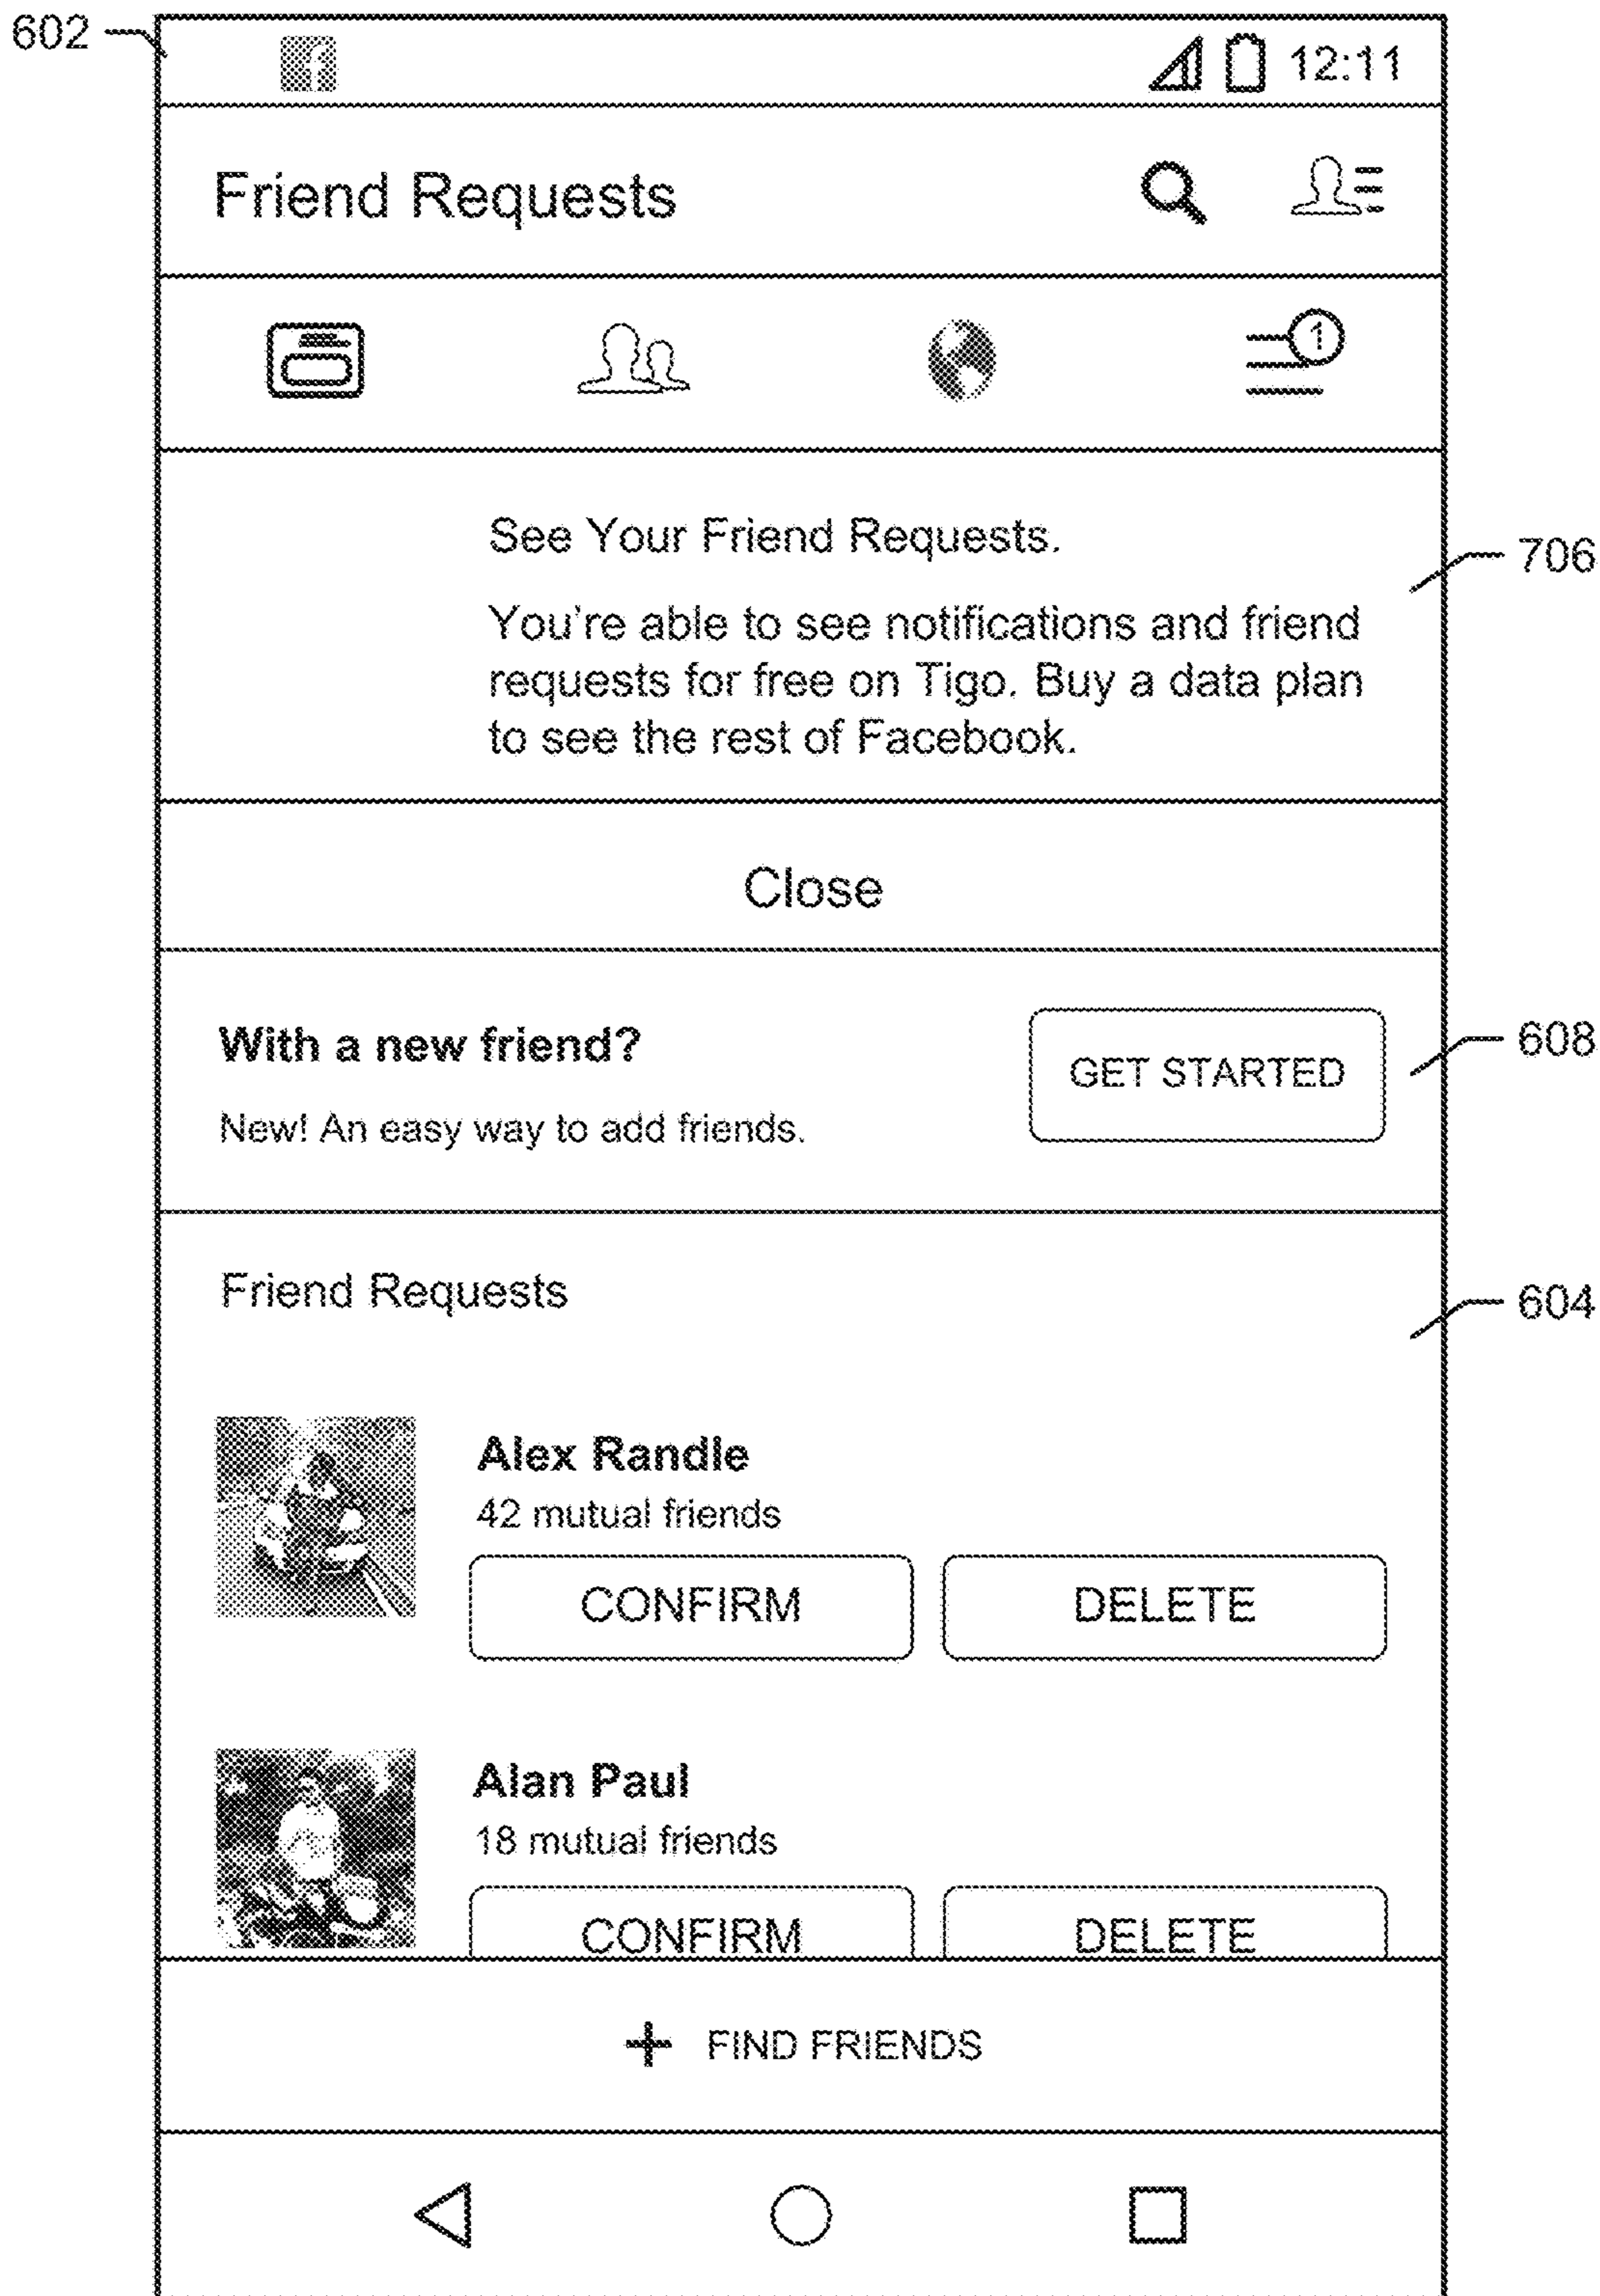 602
f
12:11
Friend Requests
1
See Your Friend Requests.
706
You're able to see notifications and friend
requests for free on Tigo. Buy a data plan
to see the rest of Facebook.
Close
With a new friend?
GET STARTED
608
New! An easy way to add friends.
Friend Requests
604
Alex Randle
42 mutual friends
CONFIRM DELETE
Alan Paul
18 mutual friends
CONFIRM DELETE
+ FIND FRIENDS